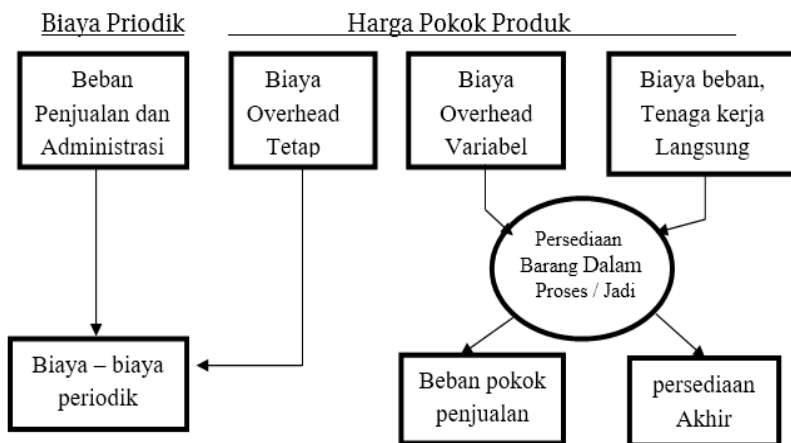 Biaya Priodik
Harga Pokok Produk
Beban
Penjualan dan
Administrasi
Biaya
Overhead
Tetap
Biaya
Overhead
Variabel
Biaya beban,
Tenaga kerja
Langsung
Persediaan
Barang Dalam
Proses / Jadi
Biaya – biaya
periodik
Beban pokok
penjualan
persediaan
Akhir